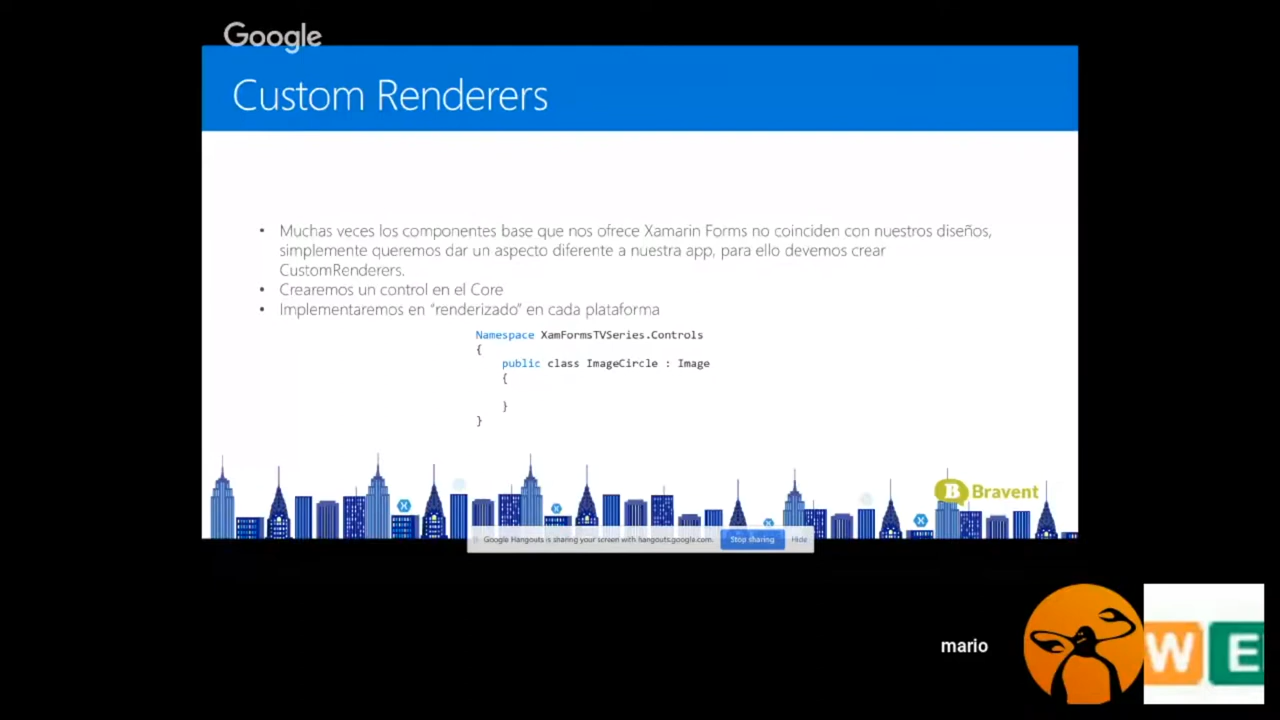 Google
Custom Renderers
• Muchas veces los componentes base que nos ofrece Xamarin Forms no coinciden con nuestros diseños,
simplemente queremos dar un aspecto diferente a nuestra app, para ello devemos crear
CustomRenderers.
• Crearemos un control en el Core
• Implementaremos en “renderizado” en cada plataforma
Namespace XamFormsTVSeries.Controls
{
public class ImageCircle : Image
{
}
}
B Bravent
Google Hangouts is sharing your screen with hangouts.google.com. Stop sharing Hide
mario
W E